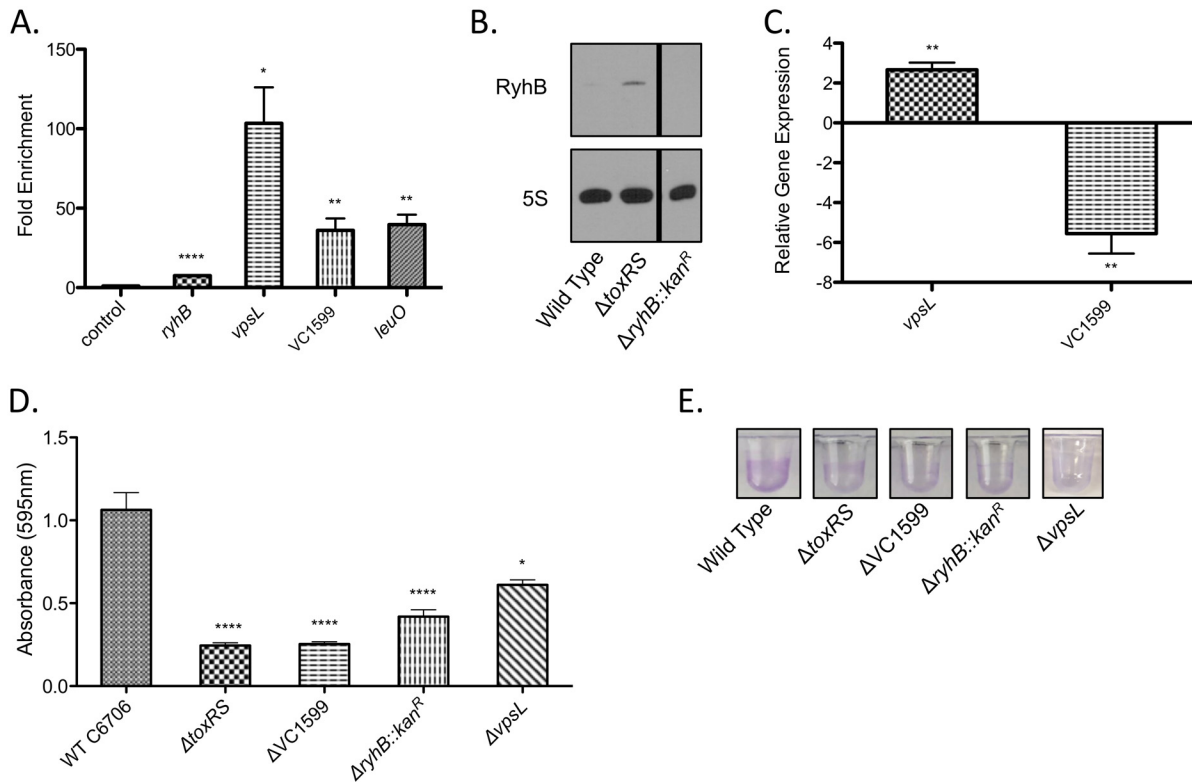 A.
Fold Enrichment
150
100
50
0
****
*
**
**
control
ryhB
vpsL
VC1599
leuO
B.
RyhB
5S
Wild Type
ΔtoxRS
ΔryhB::kanᴿ
C.
Relative Gene Expression
4
2
0
-2
-4
-6
-8
**
**
vpsL
VC1599
D.
Absorbance (595nm)
1.5
1.0
0.5
0.0
****
****
****
*
WT C6706
ΔtoxRS
ΔVC1599
ΔryhB::kanᴿ
ΔvpsL
E.
Wild Type
ΔtoxRS
ΔVC1599
ΔryhB::kanᴿ
ΔvpsL